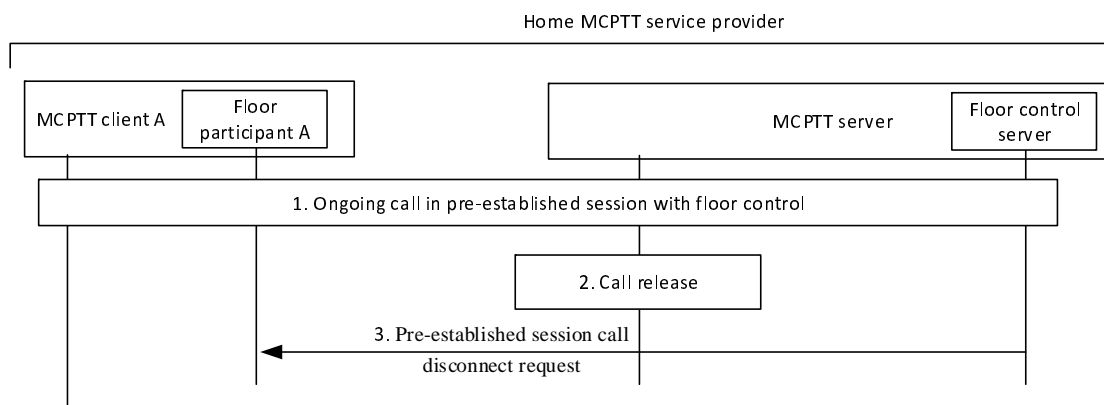 Home MCPTT service provider
MCPTT client A
Floor
participant A
MCPTT server
Floor control
server
1. Ongoing call in pre-established session with floor control
2. Call release
3. Pre-established session call
disconnect request